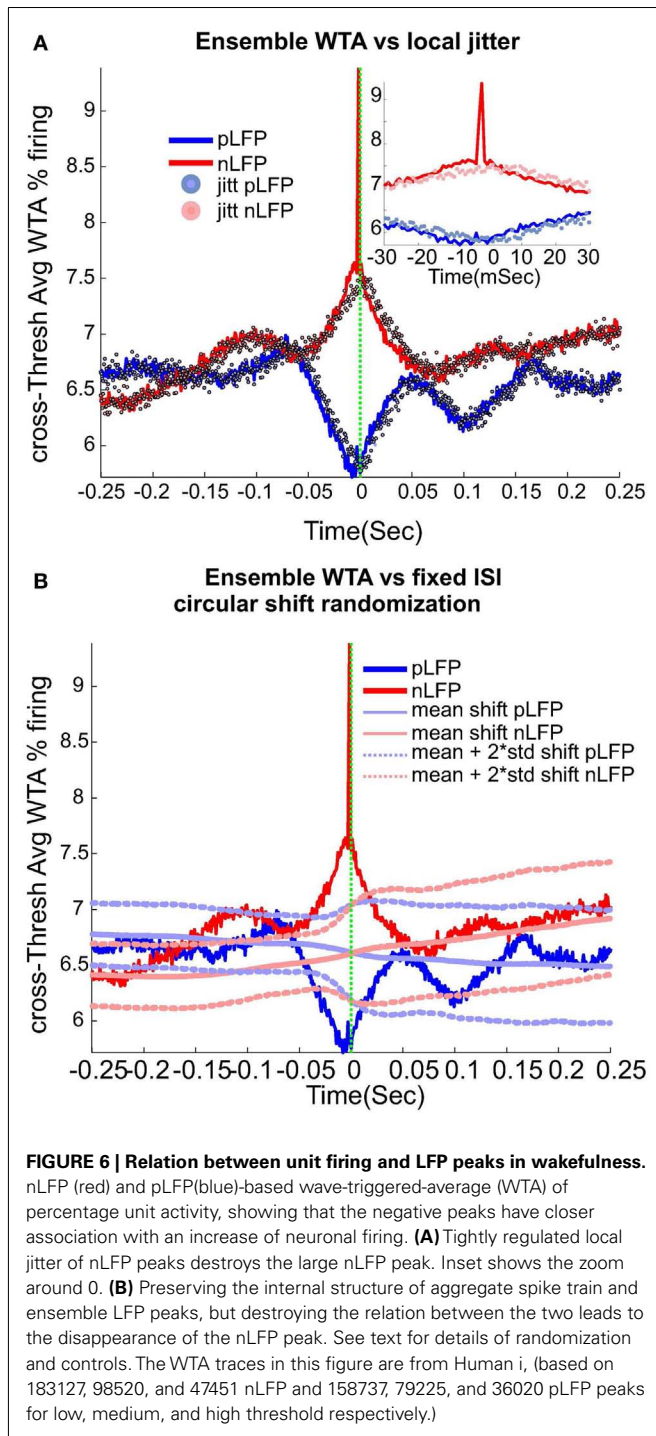 A
Ensemble WTA vs local jitter
cross-Thresh Avg WTA % firing
9
8.5
8
7.5
7
6.5
6
pLFP
nLFP
jitt pLFP
jitt nLFP
9
8
7
6
-30 -20 -10 0 10 20 30
Time(mSec)
-0.25 -0.2 -0.15 -0.1 -0.05 0 0.05 0.1 0.15 0.2 0.25
Time(Sec)
B
Ensemble WTA vs fixed ISI
circular shift randomization
cross-Thresh Avg WTA % firing
9
8.5
8
7.5
7
6.5
6
pLFP
nLFP
mean shift pLFP
mean shift nLFP
mean + 2*std shift pLFP
mean + 2*std shift nLFP
-0.25 -0.2 -0.15 -0.1 -0.05 0 0.05 0.1 0.15 0.2 0.25
Time(Sec)
FIGURE 6 | Relation between unit firing and LFP peaks in wakefulness.
nLFP (red) and pLFP(blue)-based wave-triggered-average (WTA) of
percentage unit activity, showing that the negative peaks have closer
association with an increase of neuronal firing. (A) Tightly regulated local
jitter of nLFP peaks destroys the large nLFP peak. Inset shows the zoom
around 0. (B) Preserving the internal structure of aggregate spike train and
ensemble LFP peaks, but destroying the relation between the two leads to
the disappearance of the nLFP peak. See text for details of randomization
and controls. The WTA traces in this figure are from Human i, (based on
183127, 98520, and 47451 nLFP and 158737, 79225, and 36020 pLFP peaks
for low, medium, and high threshold respectively.)